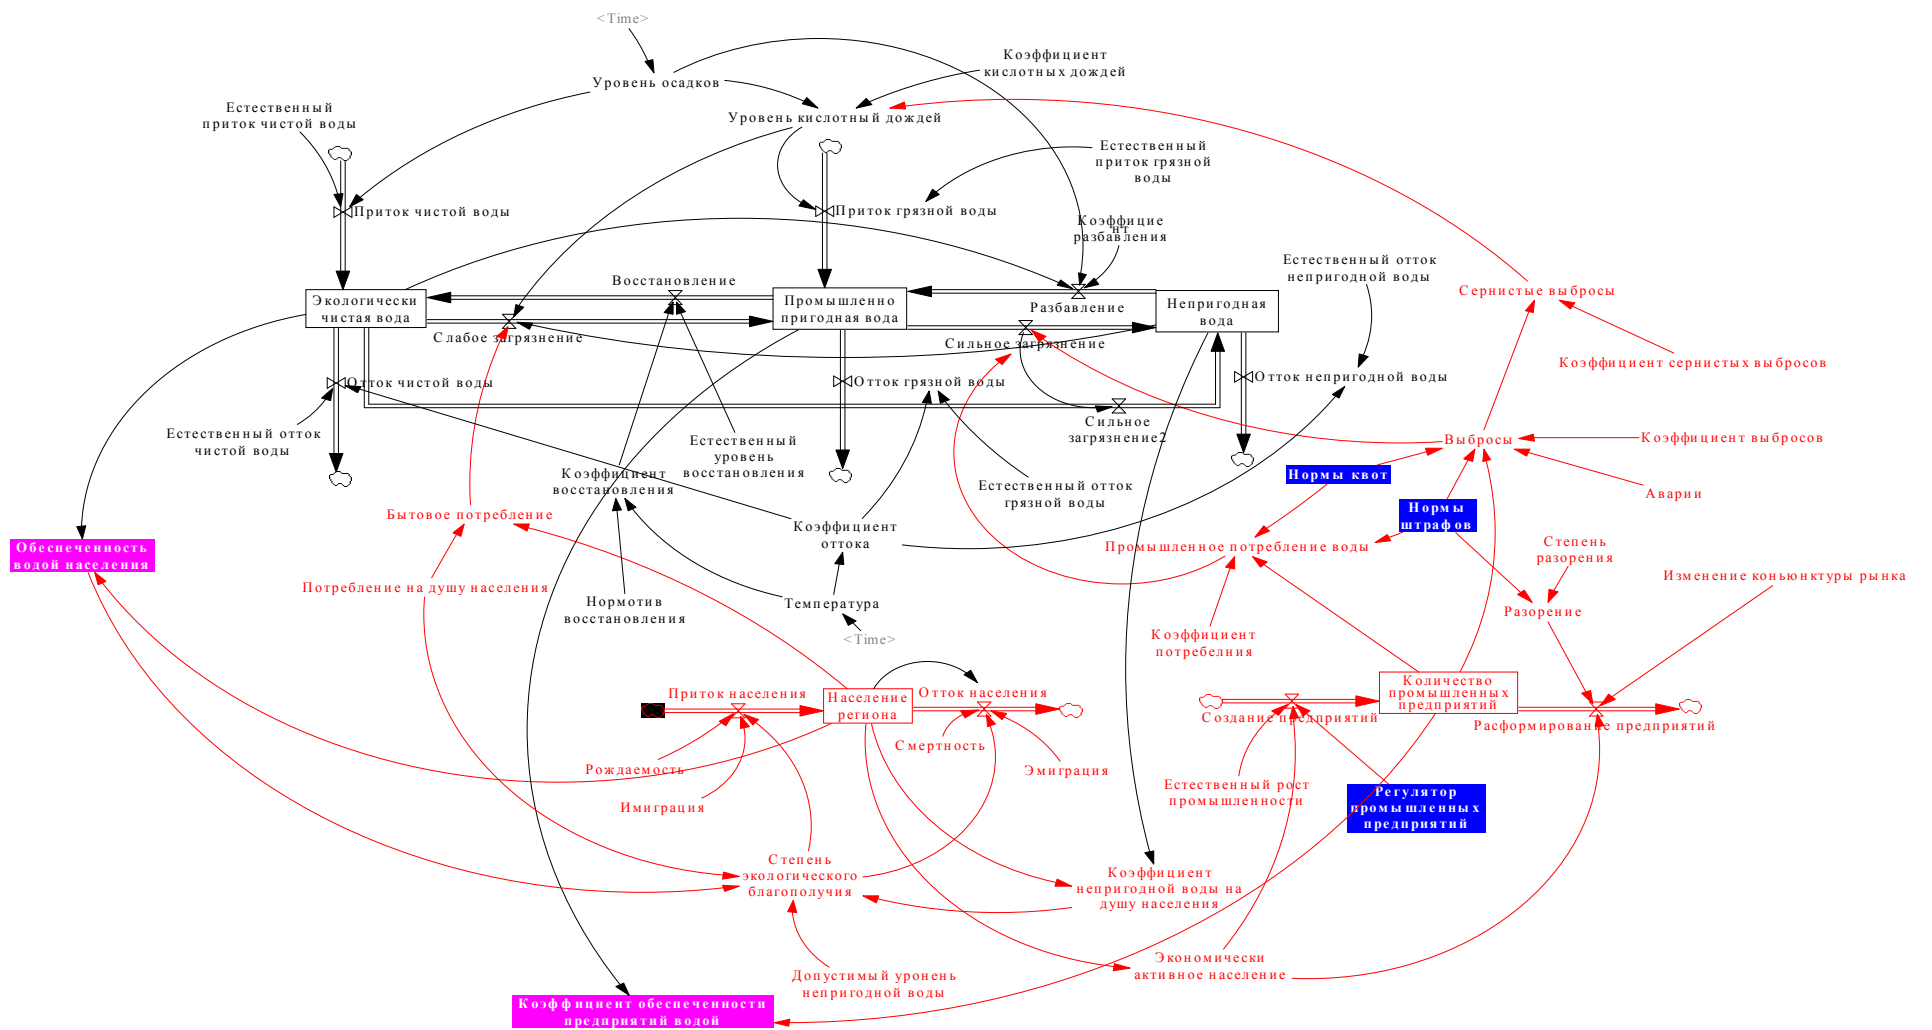 <Time>
Уровень осадков
Коэффициент
кислотных дождей
Естественный
приток чистой воды
Уровень кислотный дождей
Естественный
приток грязной
воды
Приток чистой воды
Приток грязной воды
Коэффицие
нт
разбавления
Естественный отток
непригодной воды
Восстановление
Сернистые выбросы
Экологически
чистая вода
Промышленно
пригодная вода
Разбавление
Непригодная
вода
Слабое загрязнение
Сильное загрязнение
Коэффициент сернистых выбросов
Отток чистой воды
Отток грязной воды
Отток непригодной воды
Сильное
загрязнение2
Естественный отток
чистой воды
Естественный
уровень
восстановления
Выбросы
Коэффициент выбросов
Коэффициент
восстановления
Нормы квот
Естественный отток
грязной воды
Аварии
Бытовое потребление
Нормы
штрафов
Коэффициент
оттока
Обеспеченность
водой населения
Промышленное потребление воды
Степень
разорения
Изменение коньюнктуры рынка
Потребление на душу населения
Нормотив
восстановления
Температура
Разорение
<Time>
Коэффициент
потребелния
Приток населения
Население
региона
Отток населения
Количество
промышленных
предприятий
Создание предприятий
Расформирование предприятий
Смертность
Рождаемость
Эмиграция
Имиграция
Естественный рост
промышленности
Регулятор
промышленных
предприятий
Степень
экологического
благополучия
Коэффициент
непригодной воды на
душу населения
Экономически
активное население
Допустимый уронень
непригодной воды
Коэффициент обеспеченности
предприятий водой